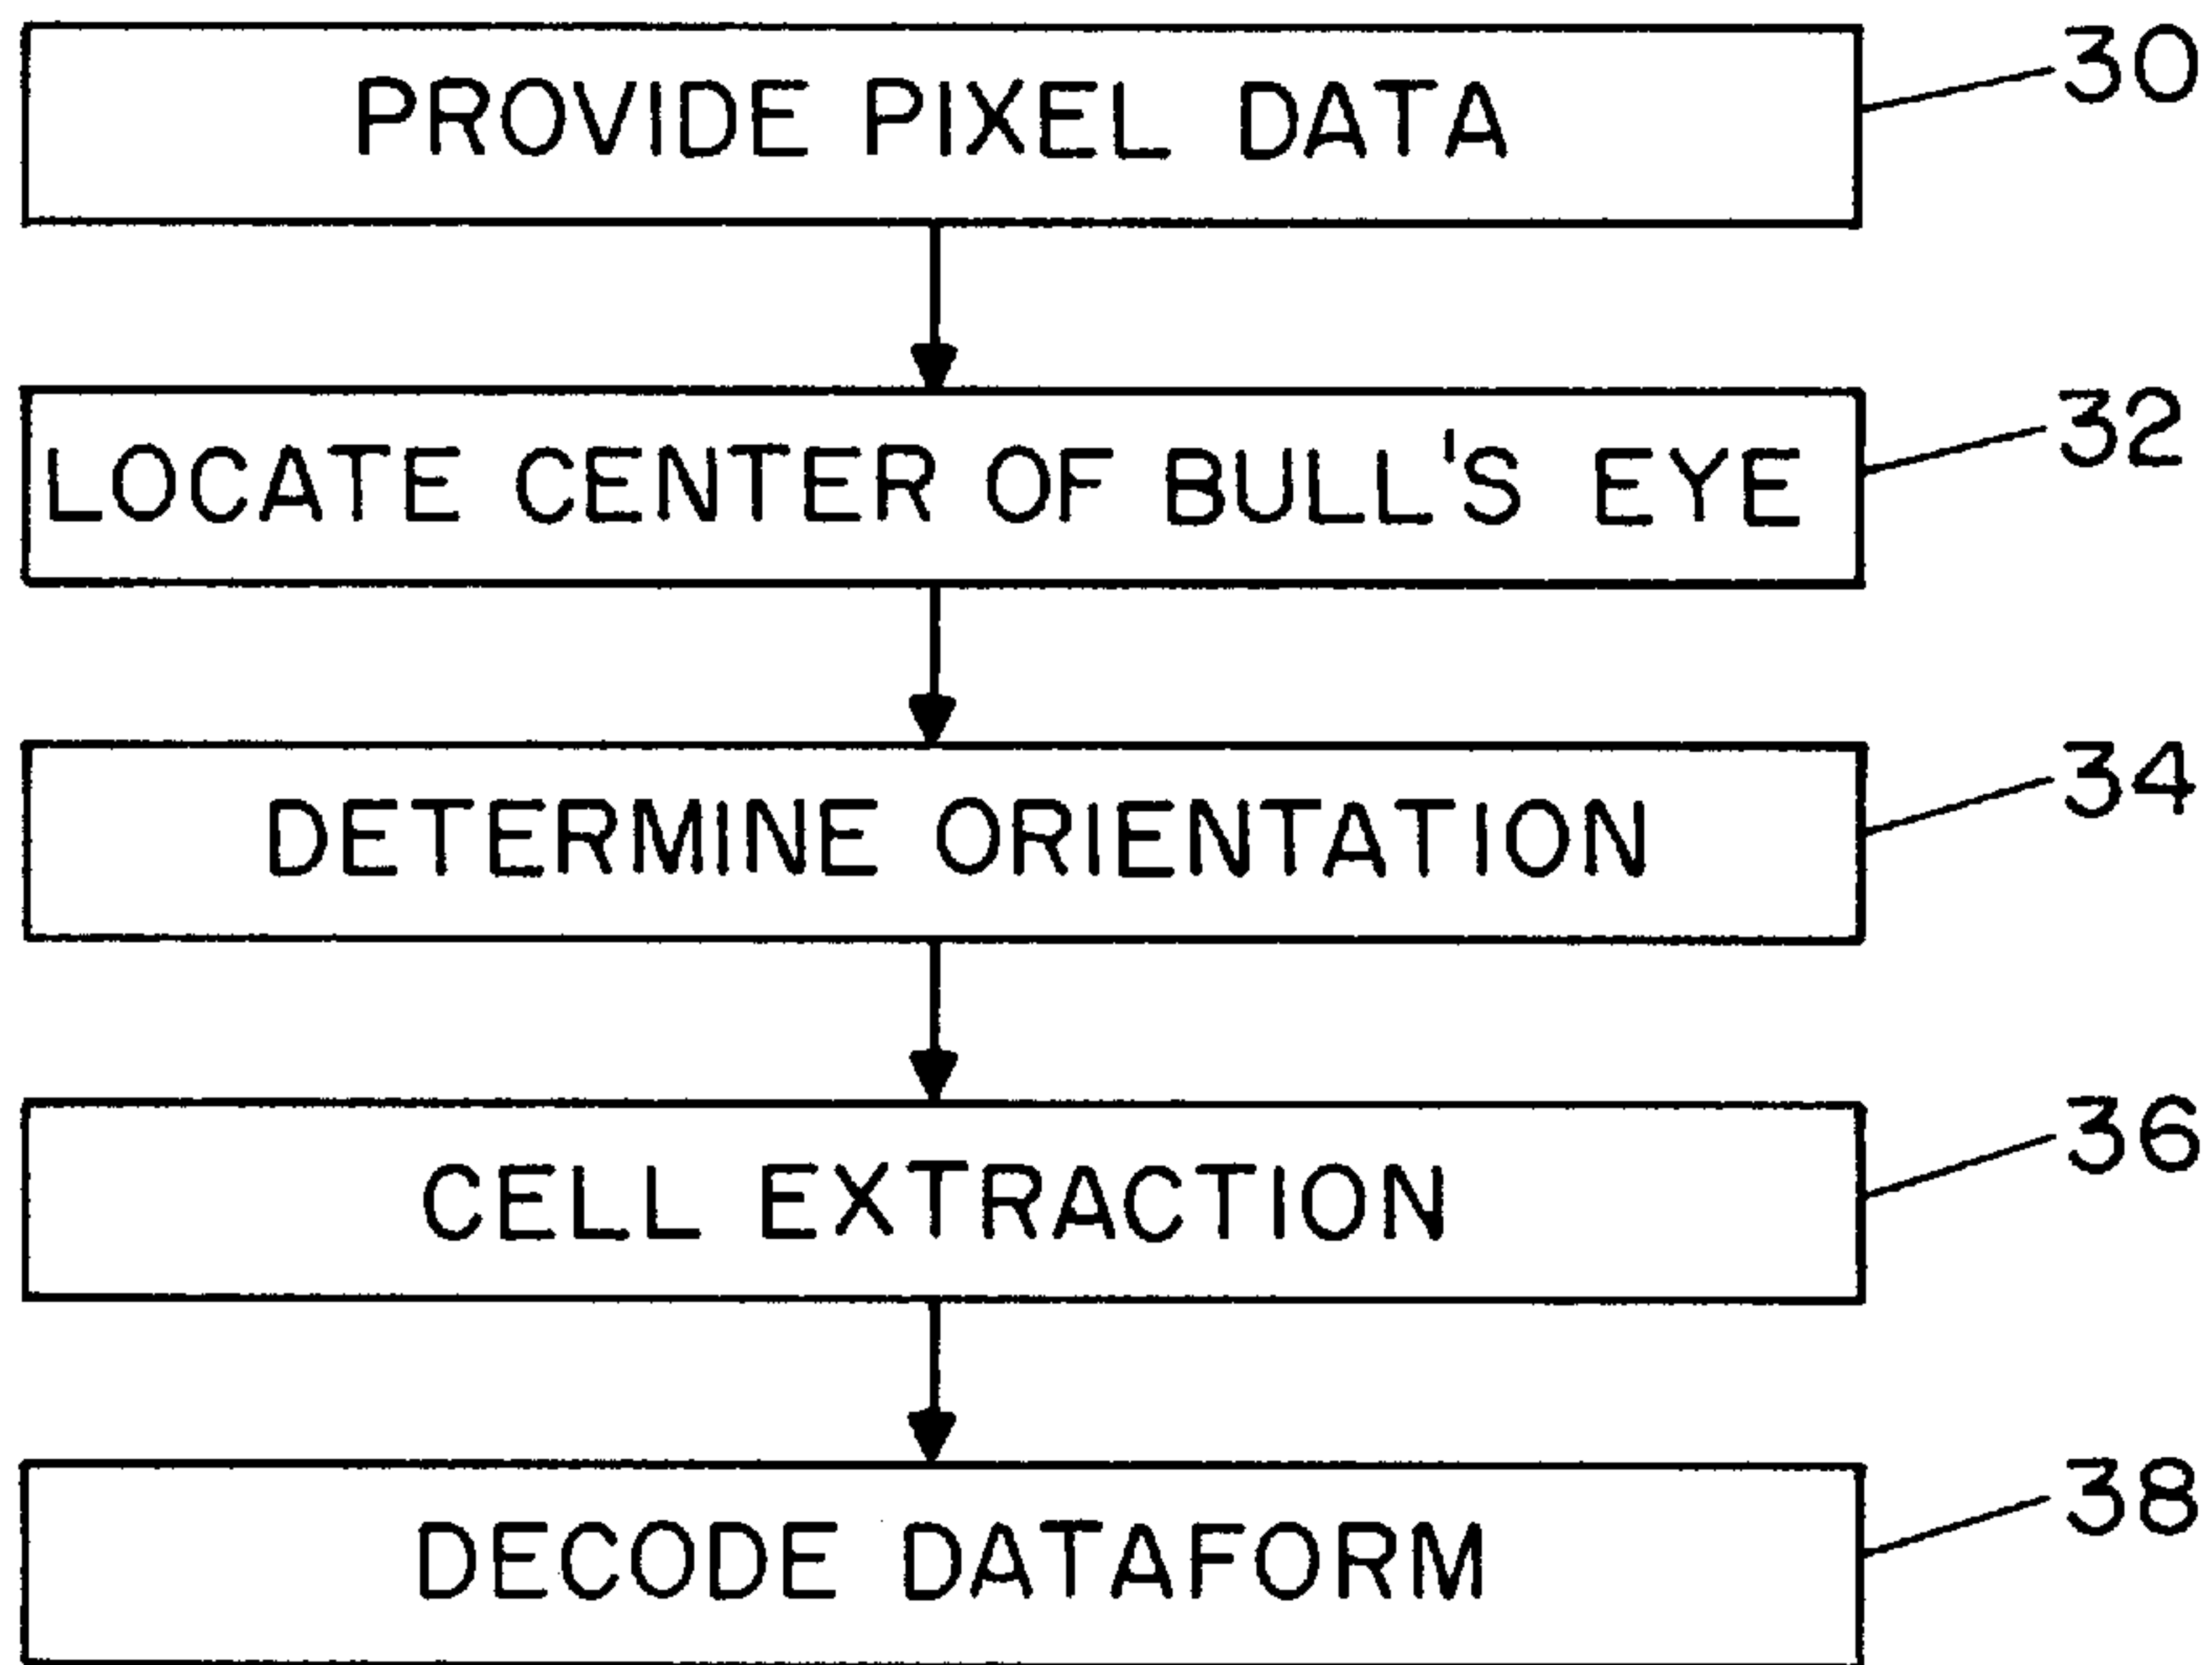 PROVIDE PIXEL DATA
30
LOCATE CENTER OF BULL'S EYE
32
DETERMINE ORIENTATION
34
CELL EXTRACTION
36
DECODE DATAFORM
38